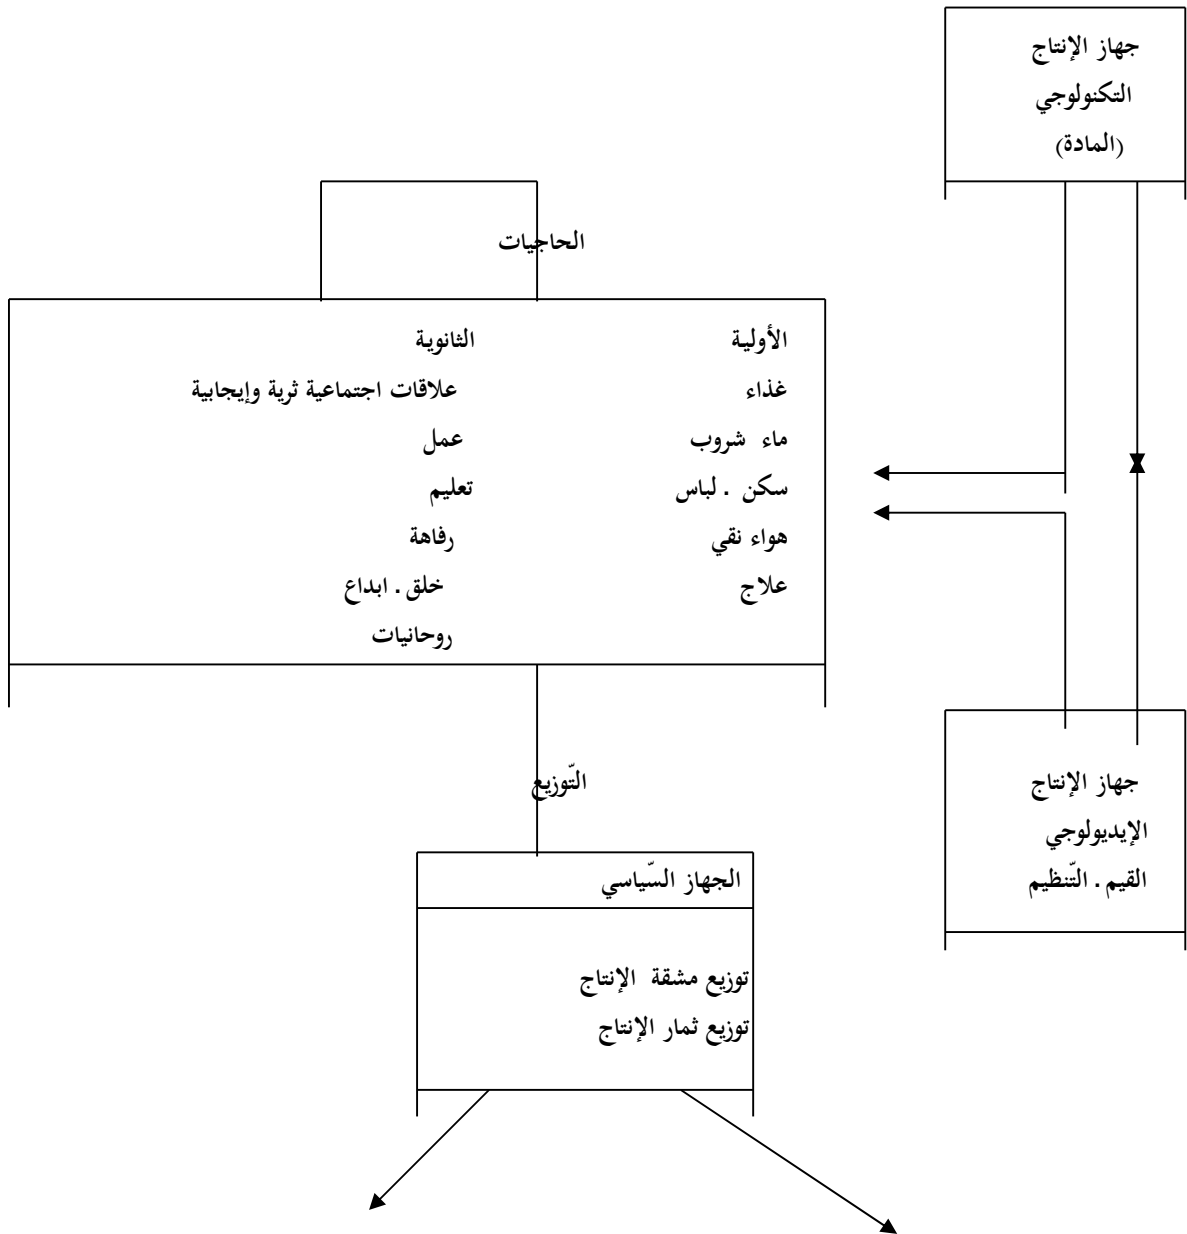 جهاز الإنتاج
التكنولوجي
(المادة)
الحاجيات
الأولية
غذاء
ماء شروب
سكن . لباس
هواء نقي
علاج
الثانوية
علاقات اجتماعية ثرية وإيجابية
عمل
تعليم
رفاهة
خلق . ابداع
روحانيات
جهاز الإنتاج
الإيديولوجي
القيم . التّنظيم
التّوزيع
الجهاز السّياسي
توزيع مشقة الإنتاج
توزيع ثمار الإنتاج